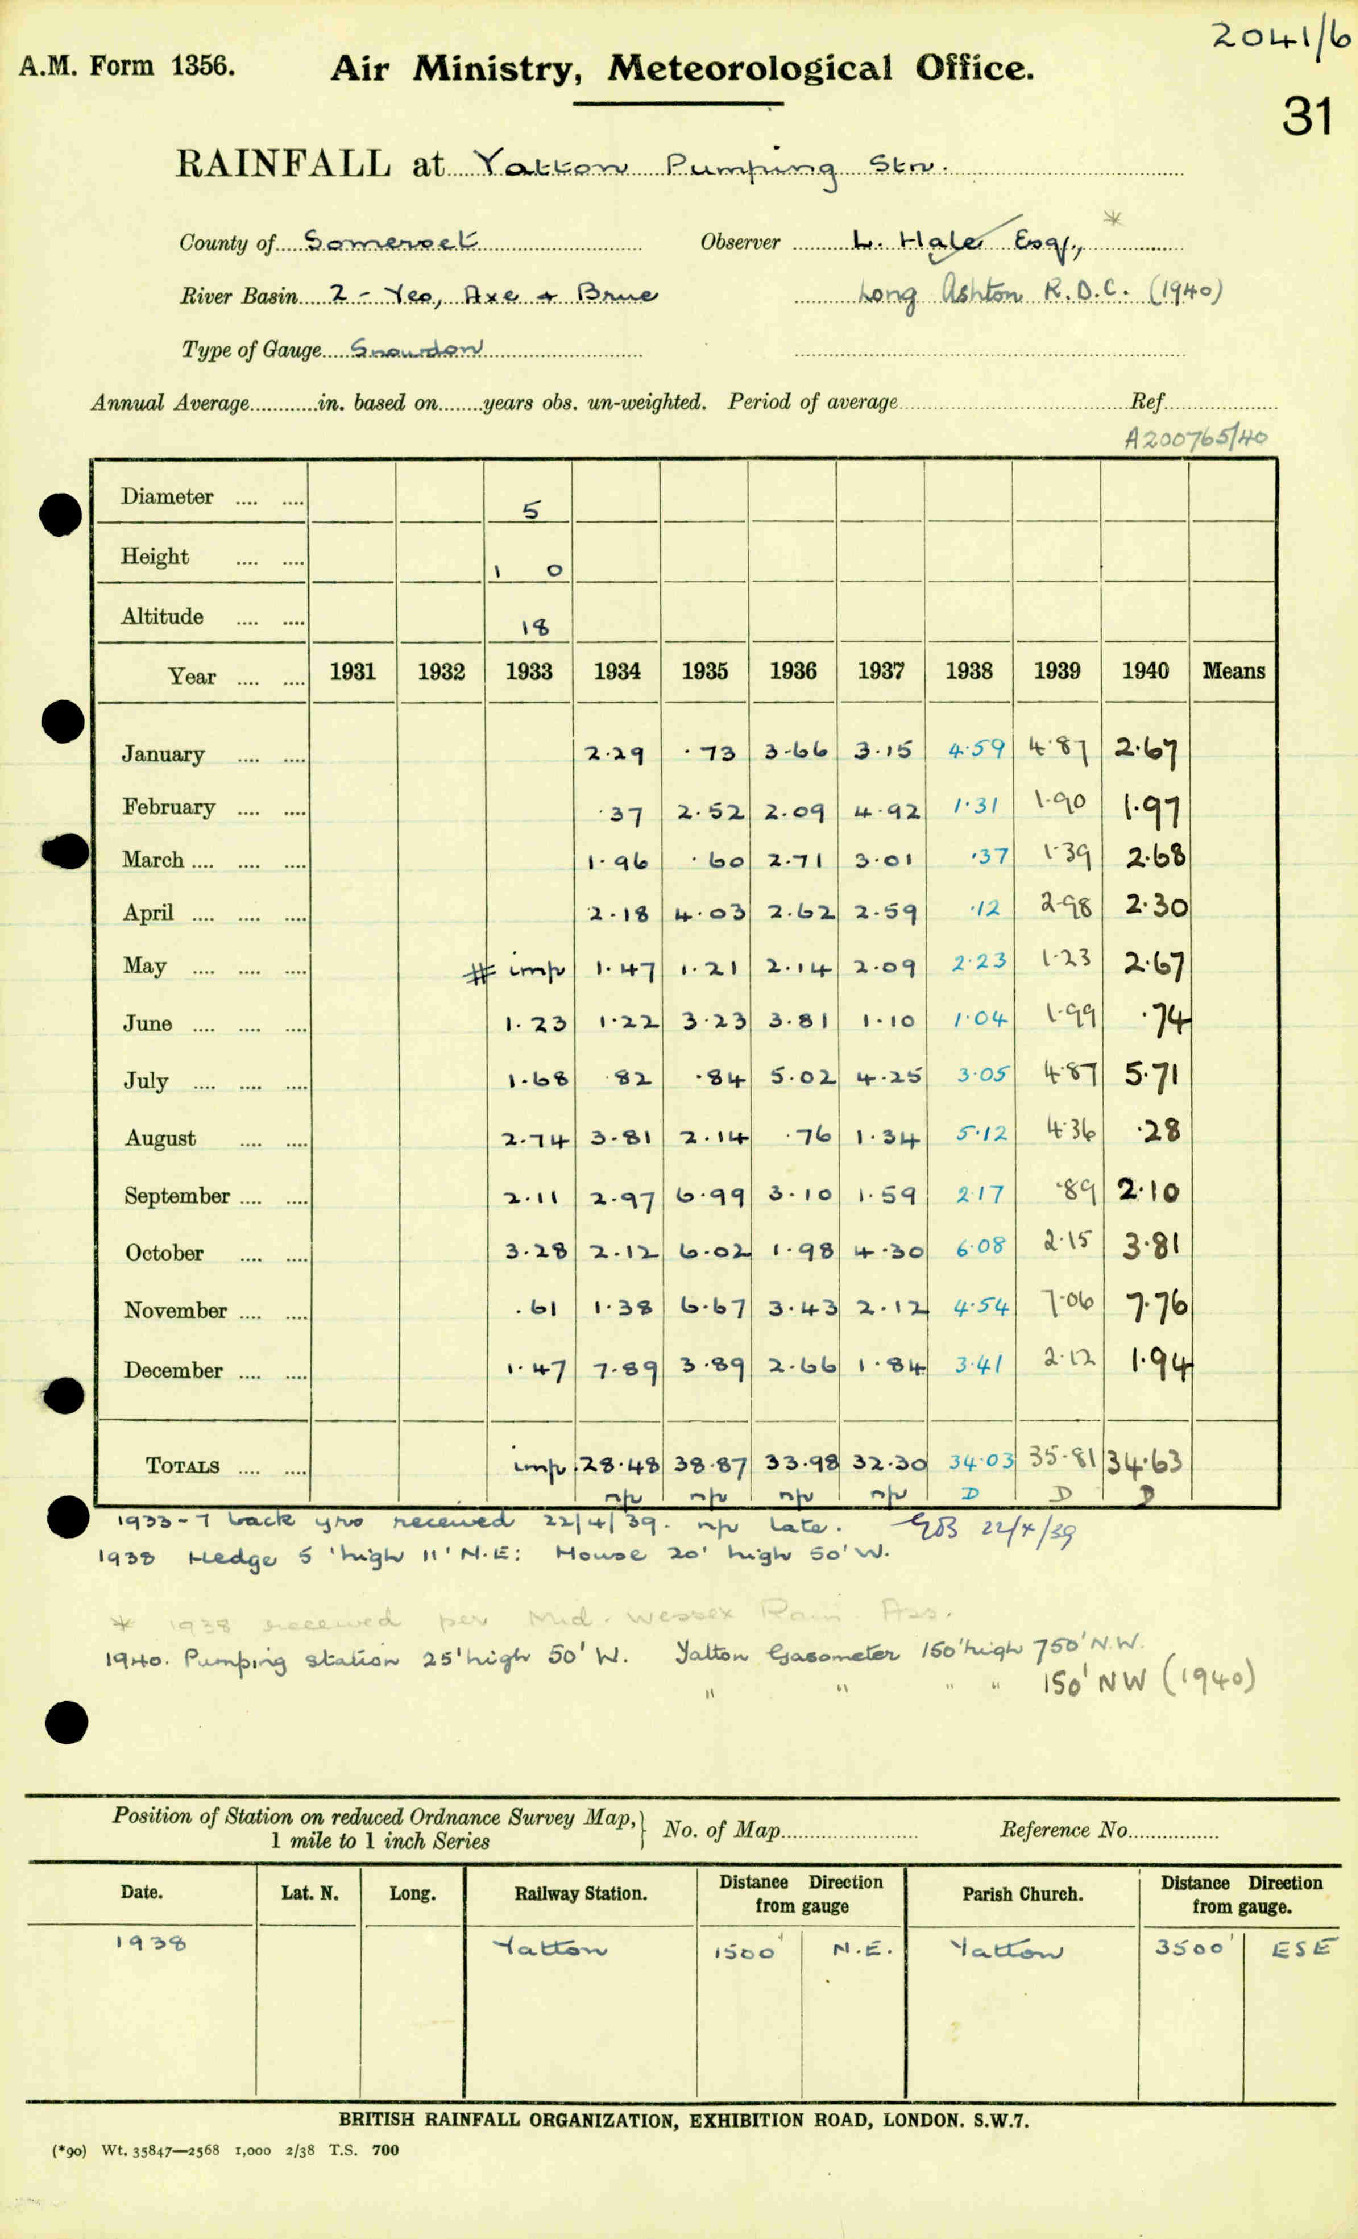 2041/6
A.M. Form 1356. Air Ministry, Meteorological Office.
31
RAINFALL at Yatton Pumping Stn.
County of Somerset Observer L. Hale Esq., *
River Basin 2 - Yeo, Axe + Brue Long Ashton R.D.C. (1940)
Type of Gauge Snowdon
Annual Average............in. based on........years obs. un-weighted. Period of average Ref.
A200765/40
Diameter .... .... 5
Height .... .... 1 0
Altitude .... .... 18
Year .... .... 1931 1932 1933 1934 1935 1936 1937 1938 1939 1940 Means
January .... .... 2.29 .73 3.66 3.15 4.59 4.87 2.67
February .... .... .37 2.52 2.09 4.92 1.31 1.90 1.97
March .... .... .... 1.96 .60 2.71 3.01 .37 1.39 2.68
April .... .... .... 2.18 4.03 2.62 2.59 .12 2.98 2.30
May .... .... .... # imp 1.47 1.21 2.14 2.09 2.23 1.23 2.67
June .... .... .... 1.23 1.22 3.23 3.81 1.10 1.04 1.99 .74
July .... .... .... 1.68 .82 .84 5.02 4.25 3.05 4.87 5.71
August .... .... 2.74 3.81 2.14 .76 1.34 5.12 4.36 .28
September .... .... 2.11 2.97 6.99 3.10 1.59 2.17 .89 2.10
October .... .... 3.28 2.12 6.02 1.98 4.30 6.08 2.15 3.81
November .... .... .61 1.38 6.67 3.43 2.12 4.54 7.06 7.76
December .... .... 1.47 7.89 3.89 2.66 1.84 3.41 2.12 1.94
TOTALS .... .... imp. 28.48 38.87 33.98 32.30 34.03 35.81 34.63
np np np np D D D
1933-7 back yrs received 22/4/39. np late. 22/4/39
1938 Hedge 5' high 11' N.E: House 20' high 50' W.
* 1938 received per Mid. Wessex Rain. Ass.
1940. Pumping station 25' high 50' W. Yatton Gasometer 150' high 750' N.W.
" " " " 150' NW (1940)
Position of Station on reduced Ordnance Survey Map, } No. of Map Reference No.
1 mile to 1 inch Series
Date. Lat. N. Long. Railway Station. Distance Direction from gauge Parish Church. Distance Direction from gauge.
1938 Yatton 1500' N.E. Yatton 3500' ESE
BRITISH RAINFALL ORGANIZATION, EXHIBITION ROAD, LONDON. S.W.7.
(*90) Wt. 35847—2568 1,000 2/38 T.S. 700